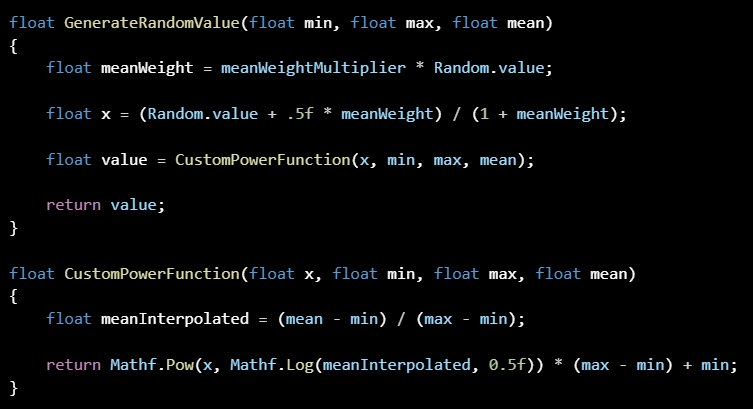 float GenerateRandomValue(float min, float max, float mean)
{
    float meanWeight = meanWeightMultiplier * Random.value;
    float x = (Random.value + .5f * meanWeight) / (1 + meanWeight);
    float value = CustomPowerFunction(x, min, max, mean);
    return value;
}
float CustomPowerFunction(float x, float min, float max, float mean)
{
    float meanInterpolated = (mean - min) / (max - min);
    return Mathf.Pow(x, Mathf.Log(meanInterpolated, 0.5f)) * (max - min) + min;
}